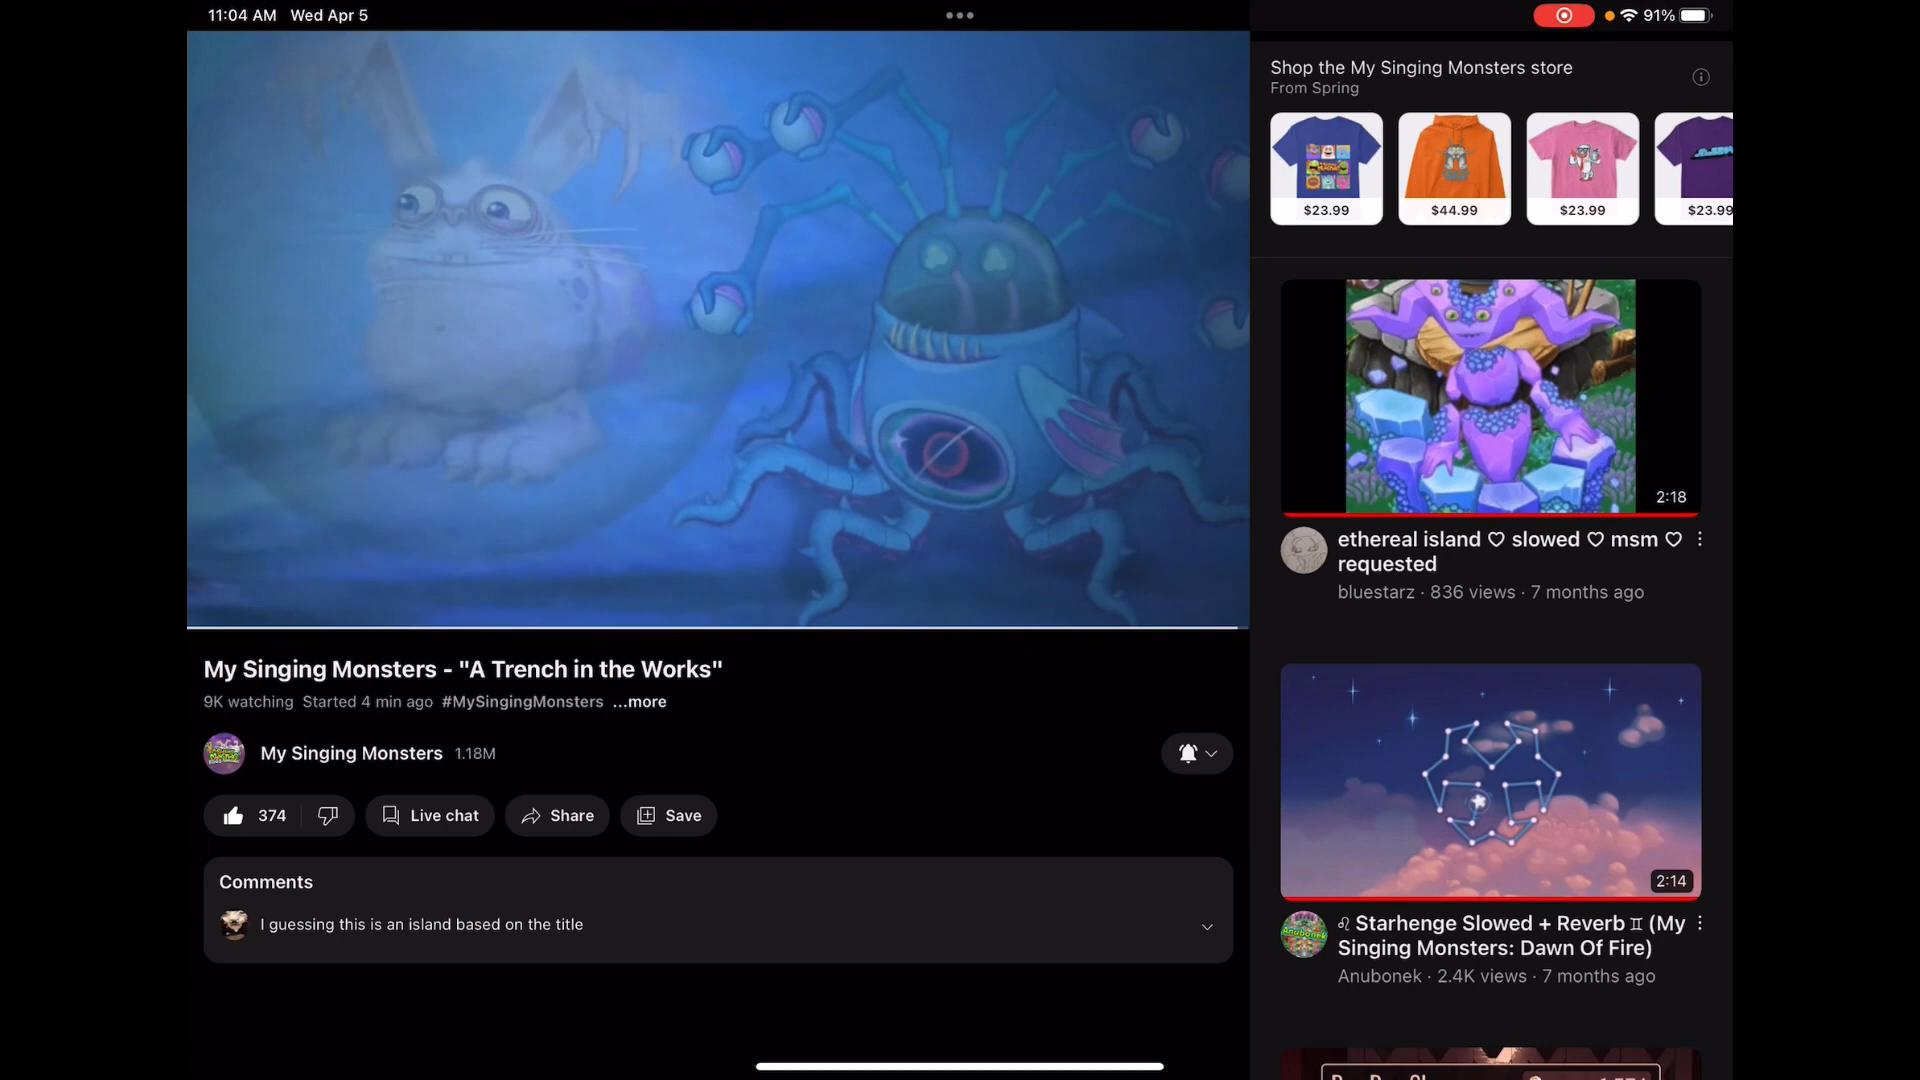 11:04 AM Wed Apr 5
91%
Shop the My Singing Monsters store
From Spring
$23.99
$44.99
$23.99
$23.99
2:18
ethereal island ♡ slowed ♡ msm ♡
requested
bluestarz · 836 views · 7 months ago
My Singing Monsters - "A Trench in the Works"
9K watching Started 4 min ago #MySingingMonsters ...more
My Singing Monsters 1.18M
374
Live chat
Share
Save
Comments
I guessing this is an island based on the title
2:14
♌︎ Starhenge Slowed + Reverb ♊︎ (My
Singing Monsters: Dawn Of Fire)
Anubonek · 2.4K views · 7 months ago